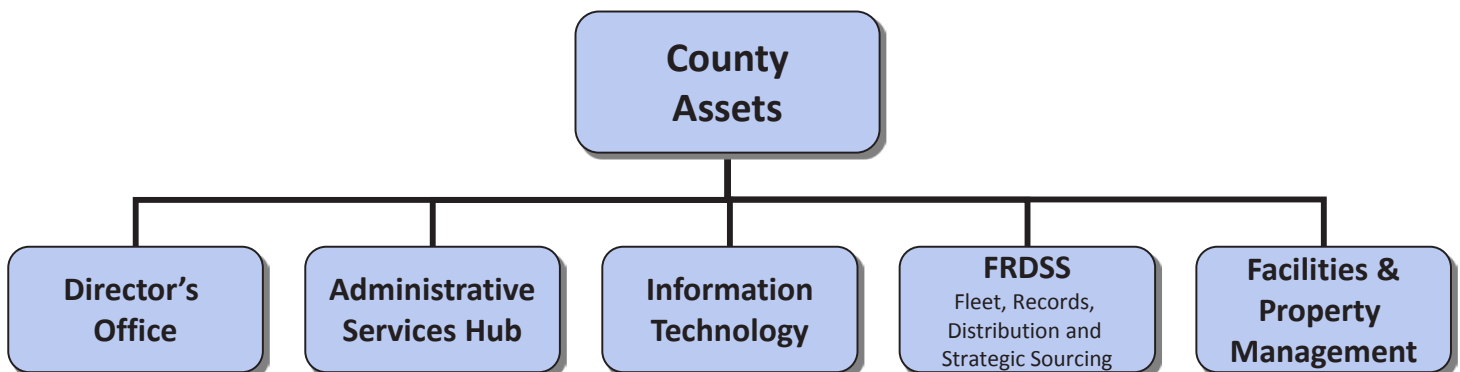 County
Assets
Director’s
Office
Administrative
Services Hub
Information
Technology
FRDSS
Fleet, Records,
Distribution and
Strategic Sourcing
Facilities &
Property
Management